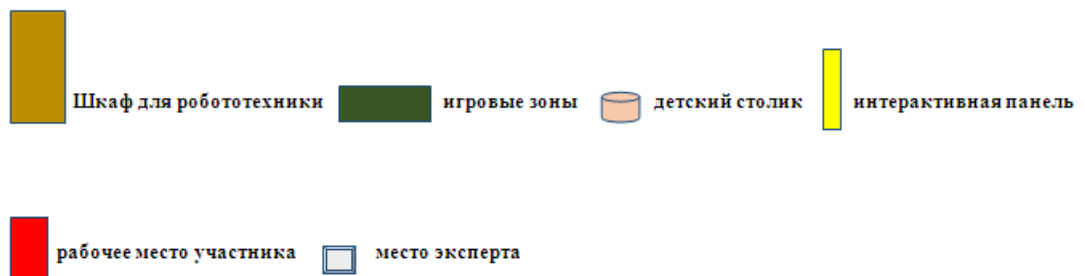 Шкаф для робототехники игровые зоны детский столик интерактивная панель
рабочее место участника место эксперта